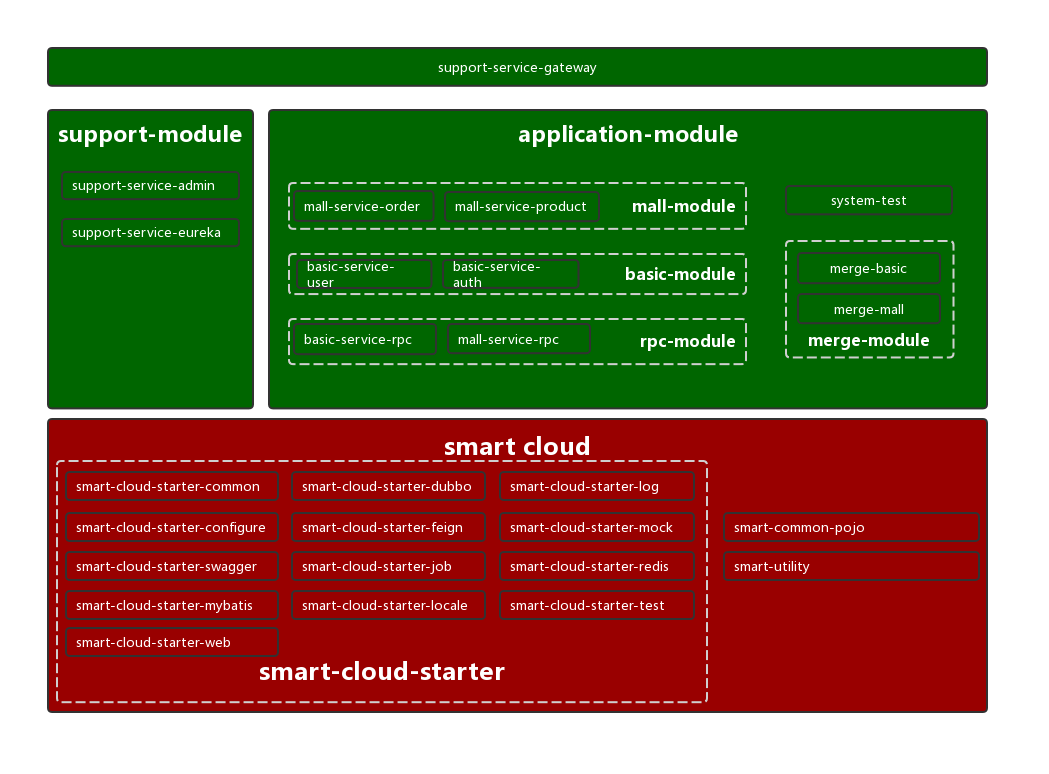 support-service-gateway
support-module
support-service-admin
support-service-eureka
application-module
mall-service-order
mall-service-product
mall-module
basic-service-
user
basic-service-
auth
basic-module
basic-service-rpc
mall-service-rpc
rpc-module
system-test
merge-basic
merge-mall
merge-module
smart cloud
smart-cloud-starter-common
smart-cloud-starter-dubbo
smart-cloud-starter-log
smart-cloud-starter-configure
smart-cloud-starter-feign
smart-cloud-starter-mock
smart-cloud-starter-swagger
smart-cloud-starter-job
smart-cloud-starter-redis
smart-cloud-starter-mybatis
smart-cloud-starter-locale
smart-cloud-starter-test
smart-cloud-starter-web
smart-cloud-starter
smart-common-pojo
smart-utility